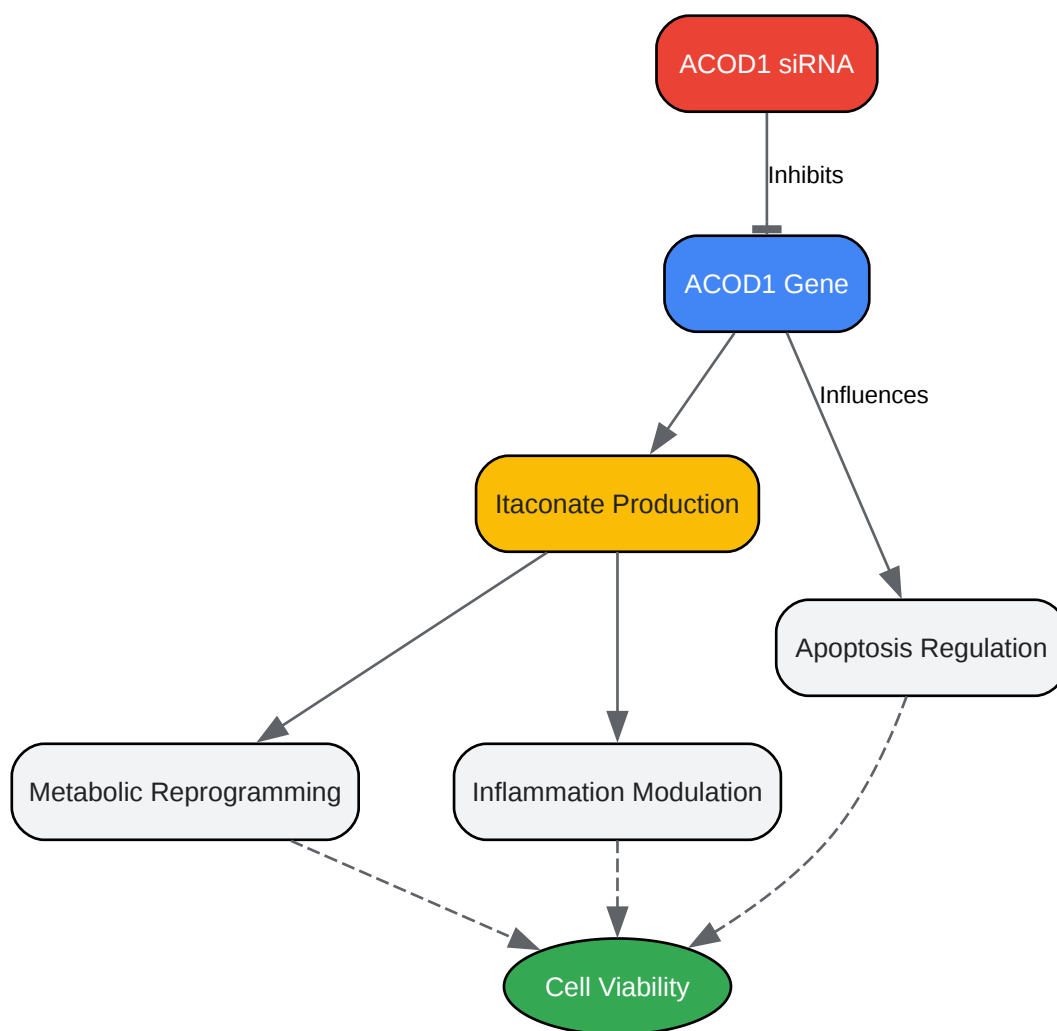 ACOD1 siRNA
Inhibits
ACOD1 Gene
Influences
Itaconate Production
Apoptosis Regulation
Metabolic Reprogramming
Inflammation Modulation
Cell Viability